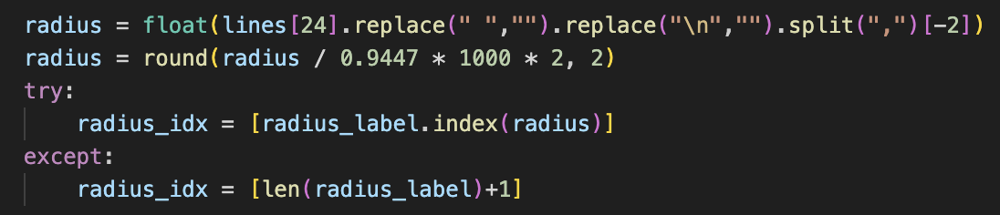 radius = float(lines[24].replace(" ","").replace("\n","").split(",")[-2])
radius = round(radius / 0.9447 * 1000 * 2, 2)
try:
    radius_idx = [radius_label.index(radius)]
except:
    radius_idx = [len(radius_label)+1]